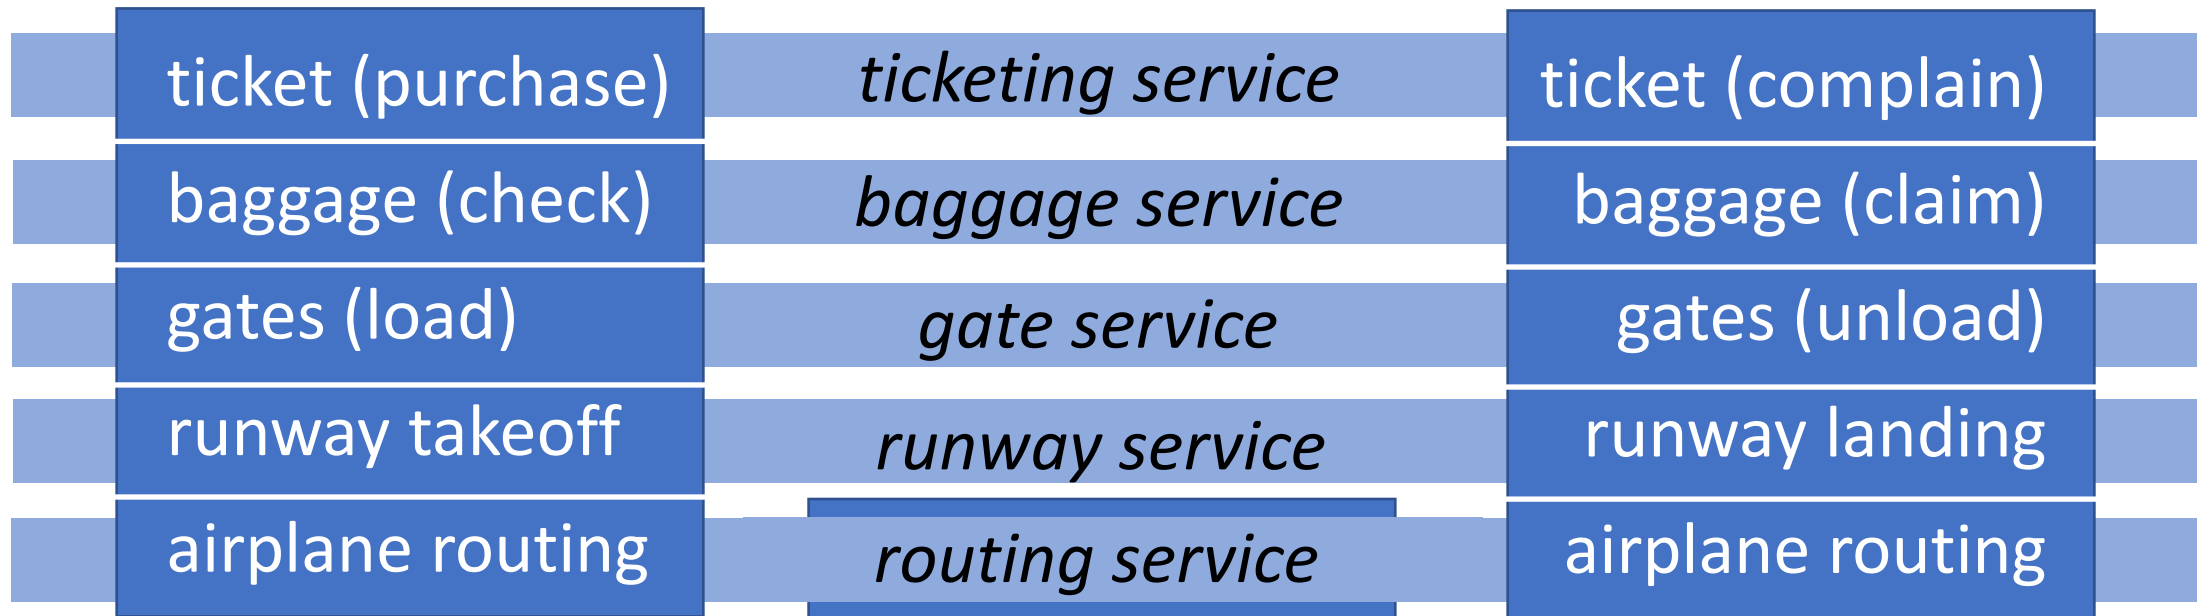 ticket (purchase) ticketing service ticket (complain)
baggage (check) baggage service baggage (claim)
gates (load) gate service gates (unload)
runway takeoff runway service runway landing
airplane routing routing service airplane routing